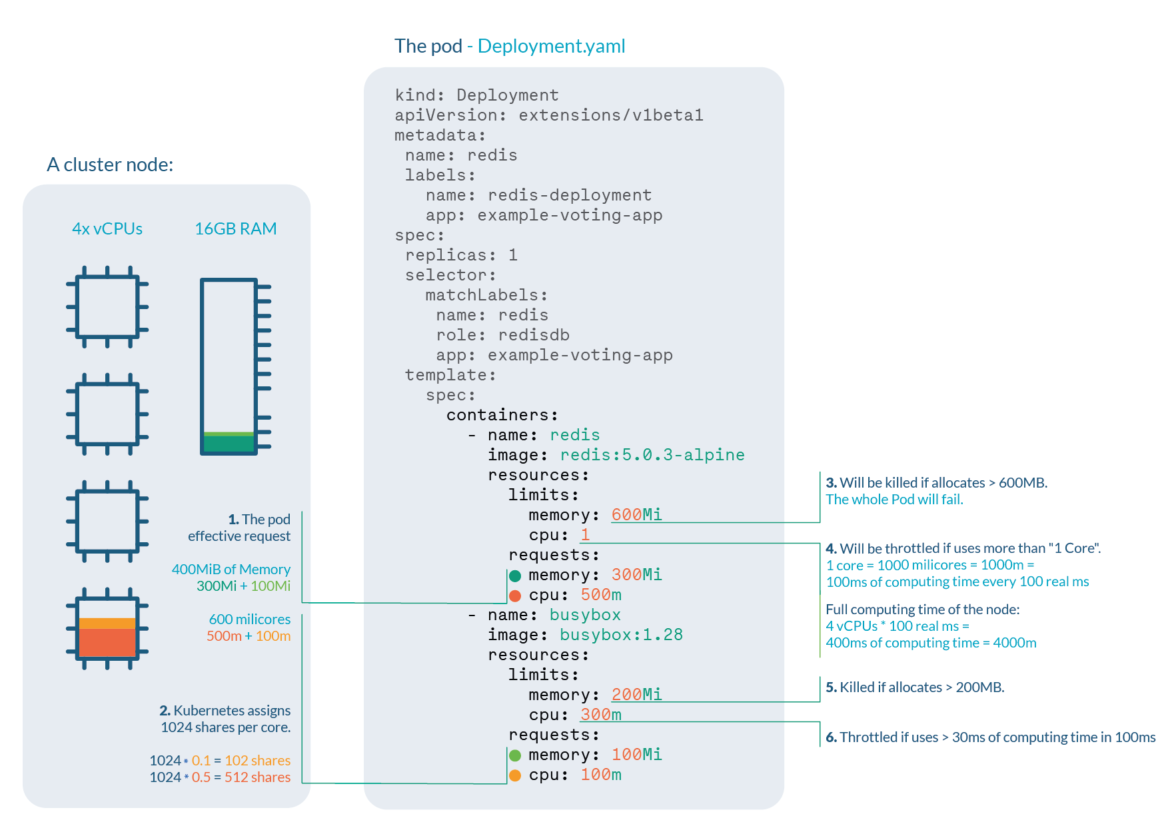 The pod - Deployment.yaml
A cluster node:
4x vCPUs
16GB RAM
1. The pod
effective request
400MiB of Memory
300Mi + 100Mi
600 milicores
500m + 100m
2. Kubernetes assigns
1024 shares per core.
1024 * 0.1 = 102 shares
1024 * 0.5 = 512 shares
kind: Deployment
apiVersion: extensions/v1beta1
metadata:
name: redis
labels:
name: redis-deployment
app: example-voting-app
spec:
replicas: 1
selector:
matchLabels:
name: redis
role: redisdb
app: example-voting-app
template:
spec:
containers:
- name: redis
image: redis:5.0.3-alpine
resources:
limits:
memory: 600Mi
cpu: 1
requests:
memory: 300Mi
cpu: 500m
- name: busybox
image: busybox:1.28
resources:
limits:
memory: 200Mi
cpu: 300m
requests:
memory: 100Mi
cpu: 100m
3. Will be killed if allocates > 600MB.
The whole Pod will fail.
4. Will be throttled if uses more than "1 Core".
1 core = 1000 milicores = 1000m =
100ms of computing time every 100 real ms
Full computing time of the node:
4 vCPUs * 100 real ms =
400ms of computing time = 4000m
5. Killed if allocates > 200MB.
6. Throttled if uses > 30ms of computing time in 100ms